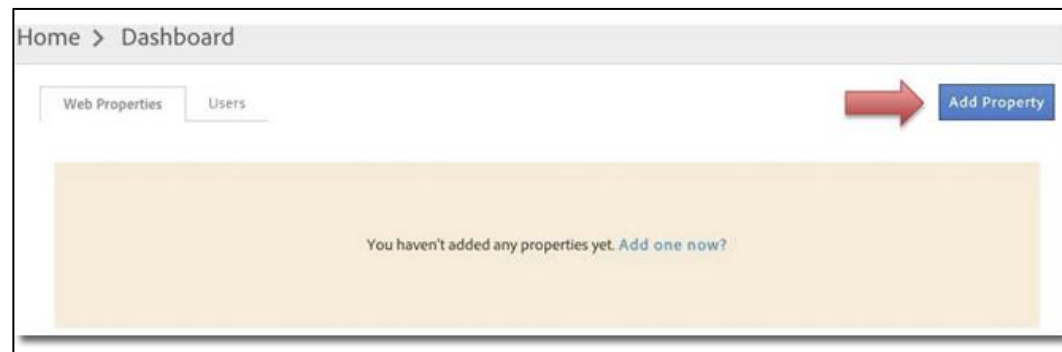 Home > Dashboard
Web Properties Users Add Property
You haven't added any properties yet. Add one now?